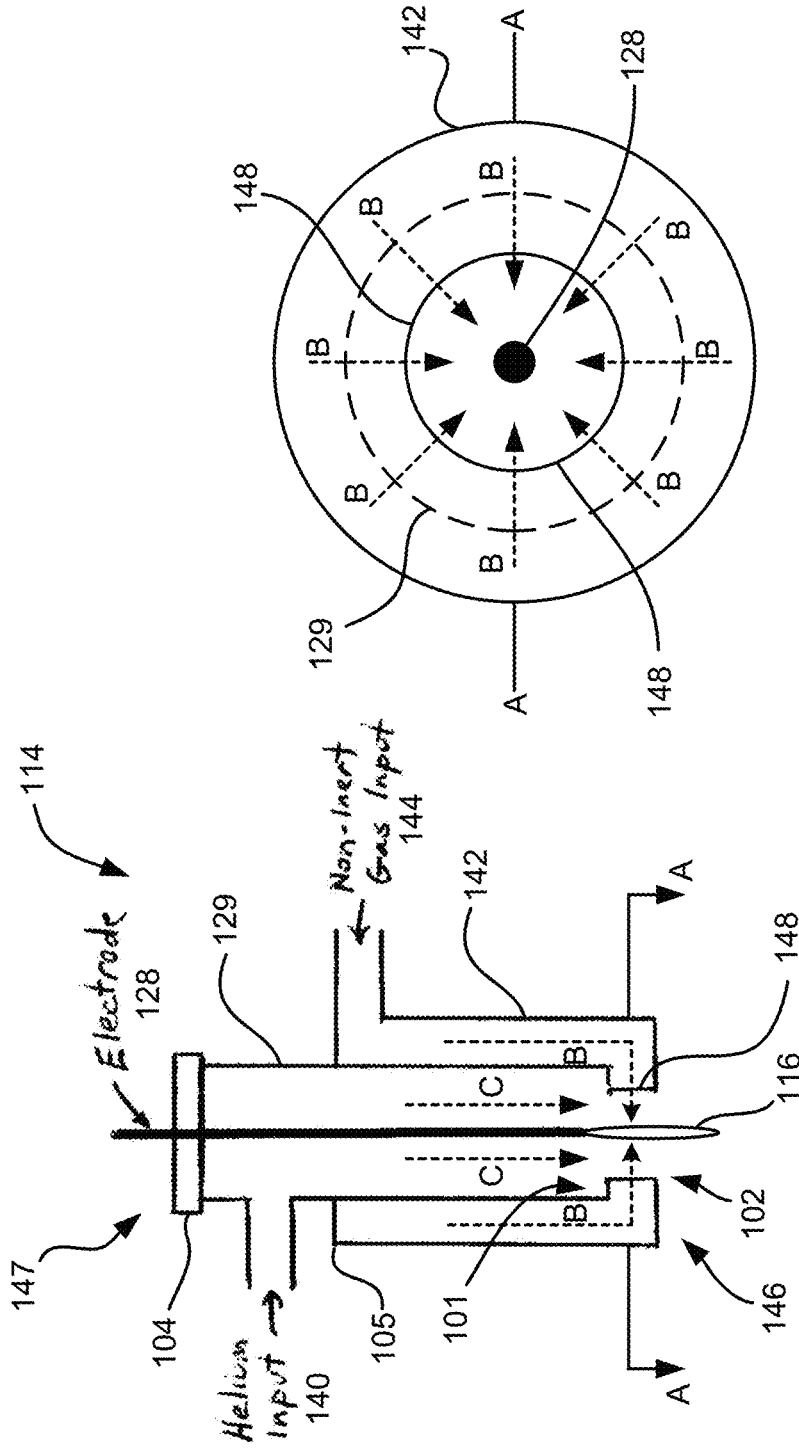 147
Electrode
128
114
104
129
Helium
Input
140
Non-Inert
Gas Input
144
105
142
C
C
101
B
B
A
A
102
148
146
116
148
142
129
B
B
B
B
B
B
B
B
A
A
148
128